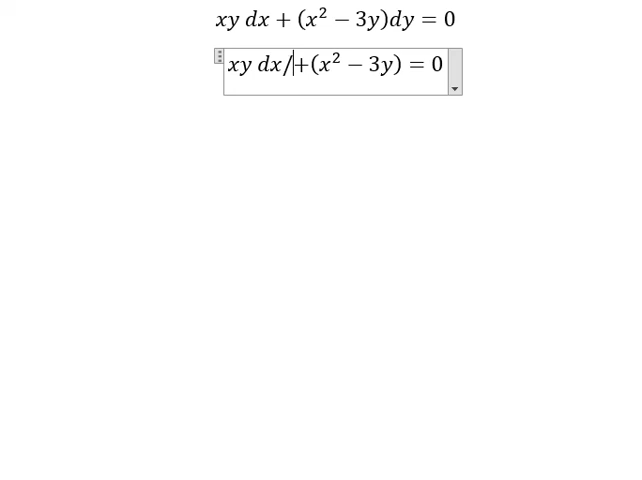 xy dx + (x² − 3y)dy = 0
xy dx/+(x² − 3y) = 0